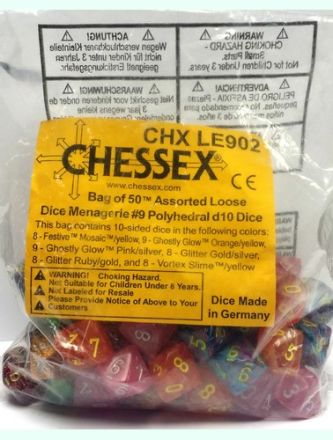 ACHTUNG!
Wegen verschluckbarer Kleinteile
nicht für Kinder unter 3 Jahren
geeignet! Erstickungsgefahr!
WARNING:
CHOKING HAZARD -
Small Parts.
Not for Children Under 3 years.
WAARSCHUWING!
ADVERTENCIA!
PELIGRO DE ASFIXIA -
CHX LE902
CHESSEX®
www.chessex.com
CE
Bag of 50™ Assorted Loose
Dice Menagerie #9 Polyhedral d10 Dice
This bag contains 10-sided dice in the following colors:
8 - Festive™ Mosaic™/yellow, 9 - Ghostly Glow™ Orange/yellow,
9 - Ghostly Glow™ Pink/silver, 8 - Glitter Gold/silver,
8 - Glitter Ruby/gold, and 8 - Vortex Slime™/yellow
WARNING! Choking Hazard.
Not Suitable for Children Under 8 Years.
Not Labeled for Resale
Please Provide Notice of Above to Your
Customers
Dice Made
in Germany